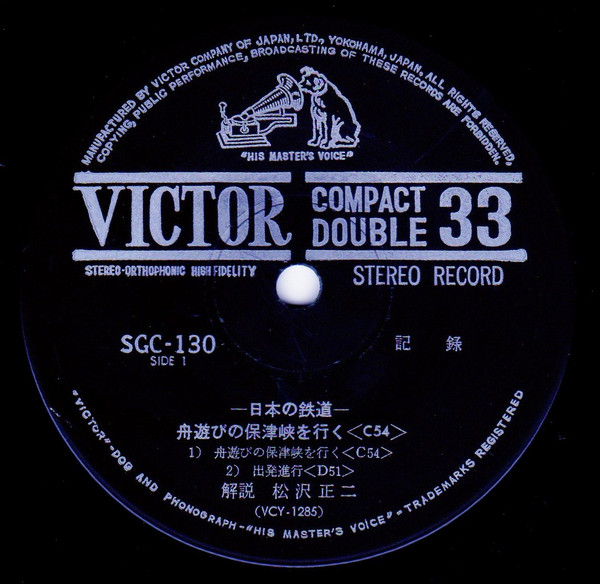 MANUFACTURED BY VICTOR COMPANY OF JAPAN, LTD., YOKOHAMA, JAPAN. ALL RIGHTS RESERVED.
COPYING, PUBLIC PERFORMANCE, BROADCASTING OF THESE RECORDS ARE FORBIDDEN.
"HIS MASTER'S VOICE"
VICTOR
COMPACT
DOUBLE 33
STEREO-ORTHOPHONIC HIGH FIDELITY
STEREO RECORD
SGC-130
SIDE 1
記録
—日本の鉄道—
舟遊びの保津峡を行く<C54>
1) 舟遊びの保津峡を行く<C54>
2) 出発進行<D51>
解説 松沢正二
(VCY-1285)
"VICTOR"-DOG AND PHONOGRAPH-"HIS MASTER'S VOICE"-TRADEMARKS REGISTERED